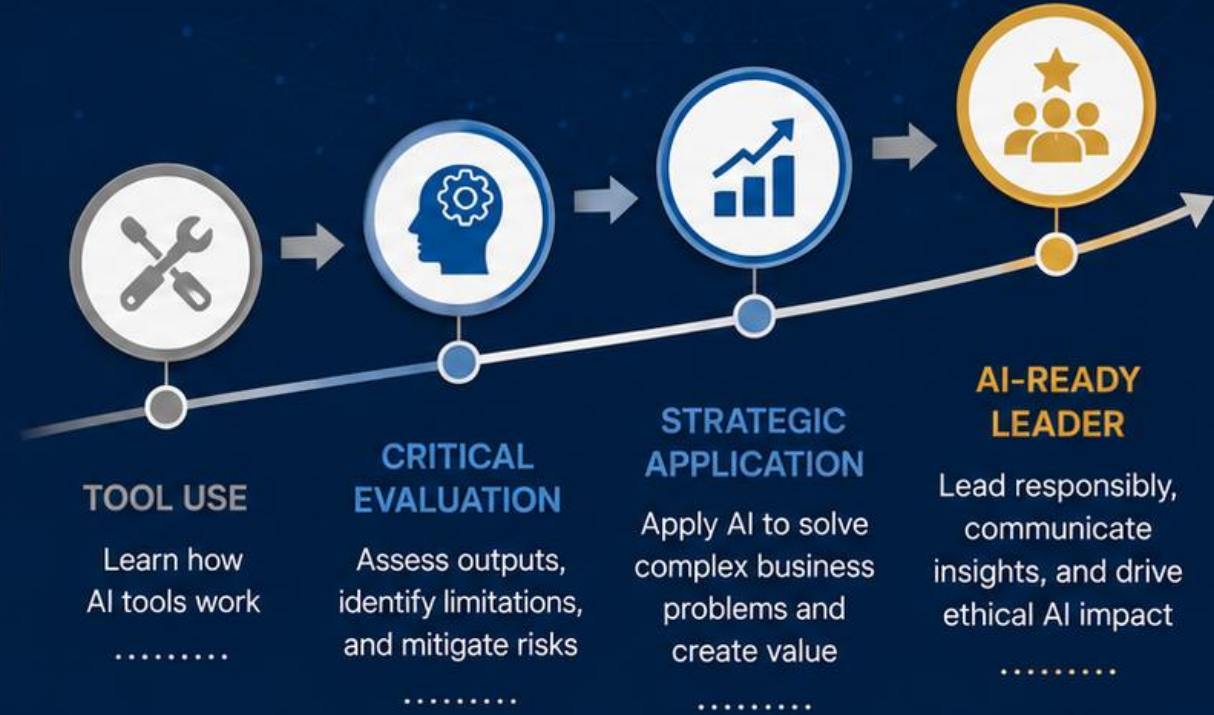 TOOL USE
Learn how
AI tools work
CRITICAL
EVALUATION
Assess outputs,
identify limitations,
and mitigate risks
STRATEGIC
APPLICATION
Apply AI to solve
complex business
problems and
create value
AI-READY
LEADER
Lead responsibly,
communicate
insights, and drive
ethical AI impact